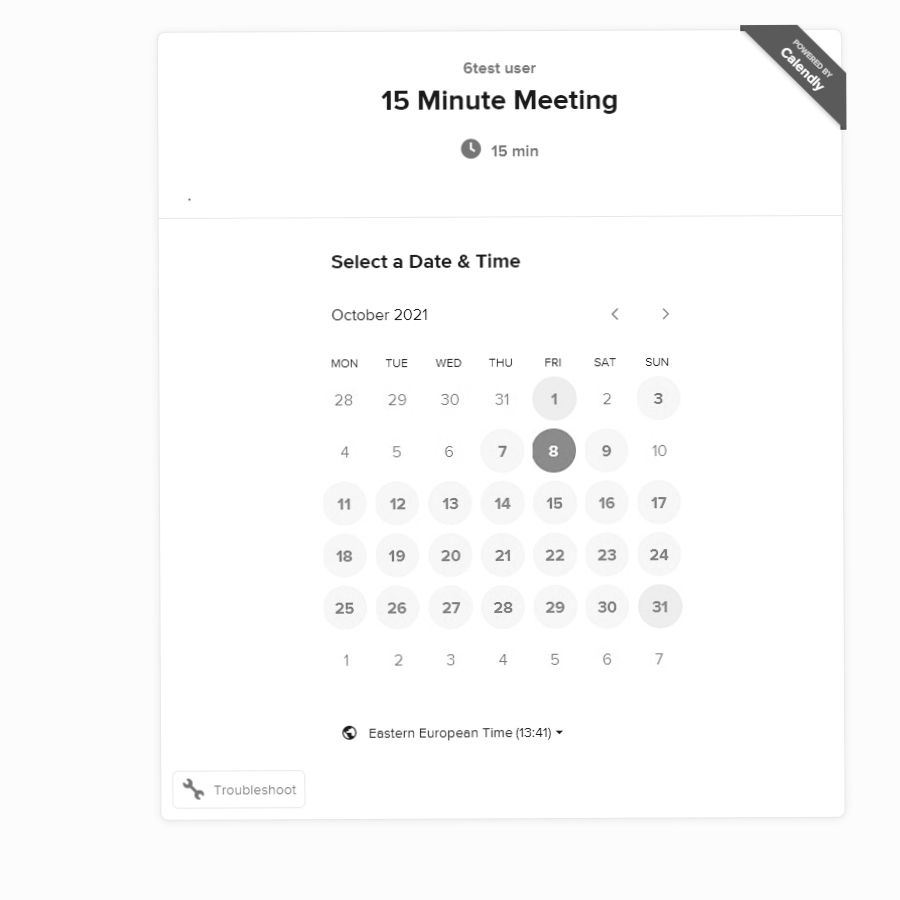 POWERED BY
Calendly
6test user
15 Minute Meeting
15 min
.
Select a Date & Time
October 2021
MON TUE WED THU FRI SAT SUN
28 29 30 31 1 2 3
4 5 6 7 8 9 10
11 12 13 14 15 16 17
18 19 20 21 22 23 24
25 26 27 28 29 30 31
1 2 3 4 5 6 7
Eastern European Time (13:41)
Troubleshoot